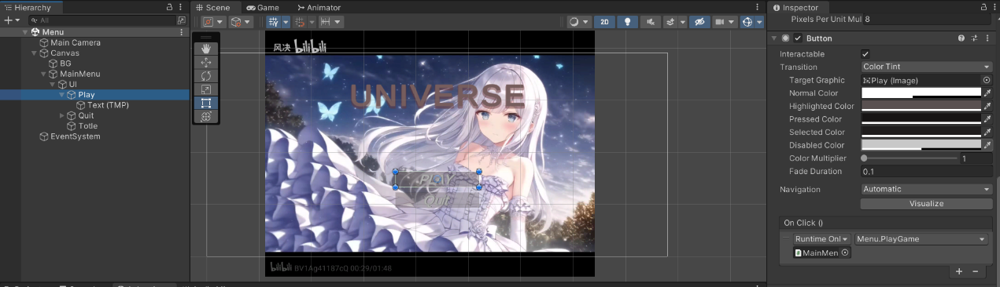 Hierarchy
All
Menu
Main Camera
Canvas
BG
MainMenu
UI
Play
Text (TMP)
Quit
Totle
EventSystem
Scene
Game
Animator
2D
风决 bilibili
UNIVERSE
PLAY
Quit
bilibili BV1Ag41187cQ 00:29/01:48
Inspector
Pixels Per Unit Mul 8
Button
Interactable
Transition Color Tint
Target Graphic Play (Image)
Normal Color
Highlighted Color
Pressed Color
Selected Color
Disabled Color
Color Multiplier 1
Fade Duration 0.1
Navigation Automatic
Visualize
On Click ()
Runtime Onl Menu.PlayGame
MainMen